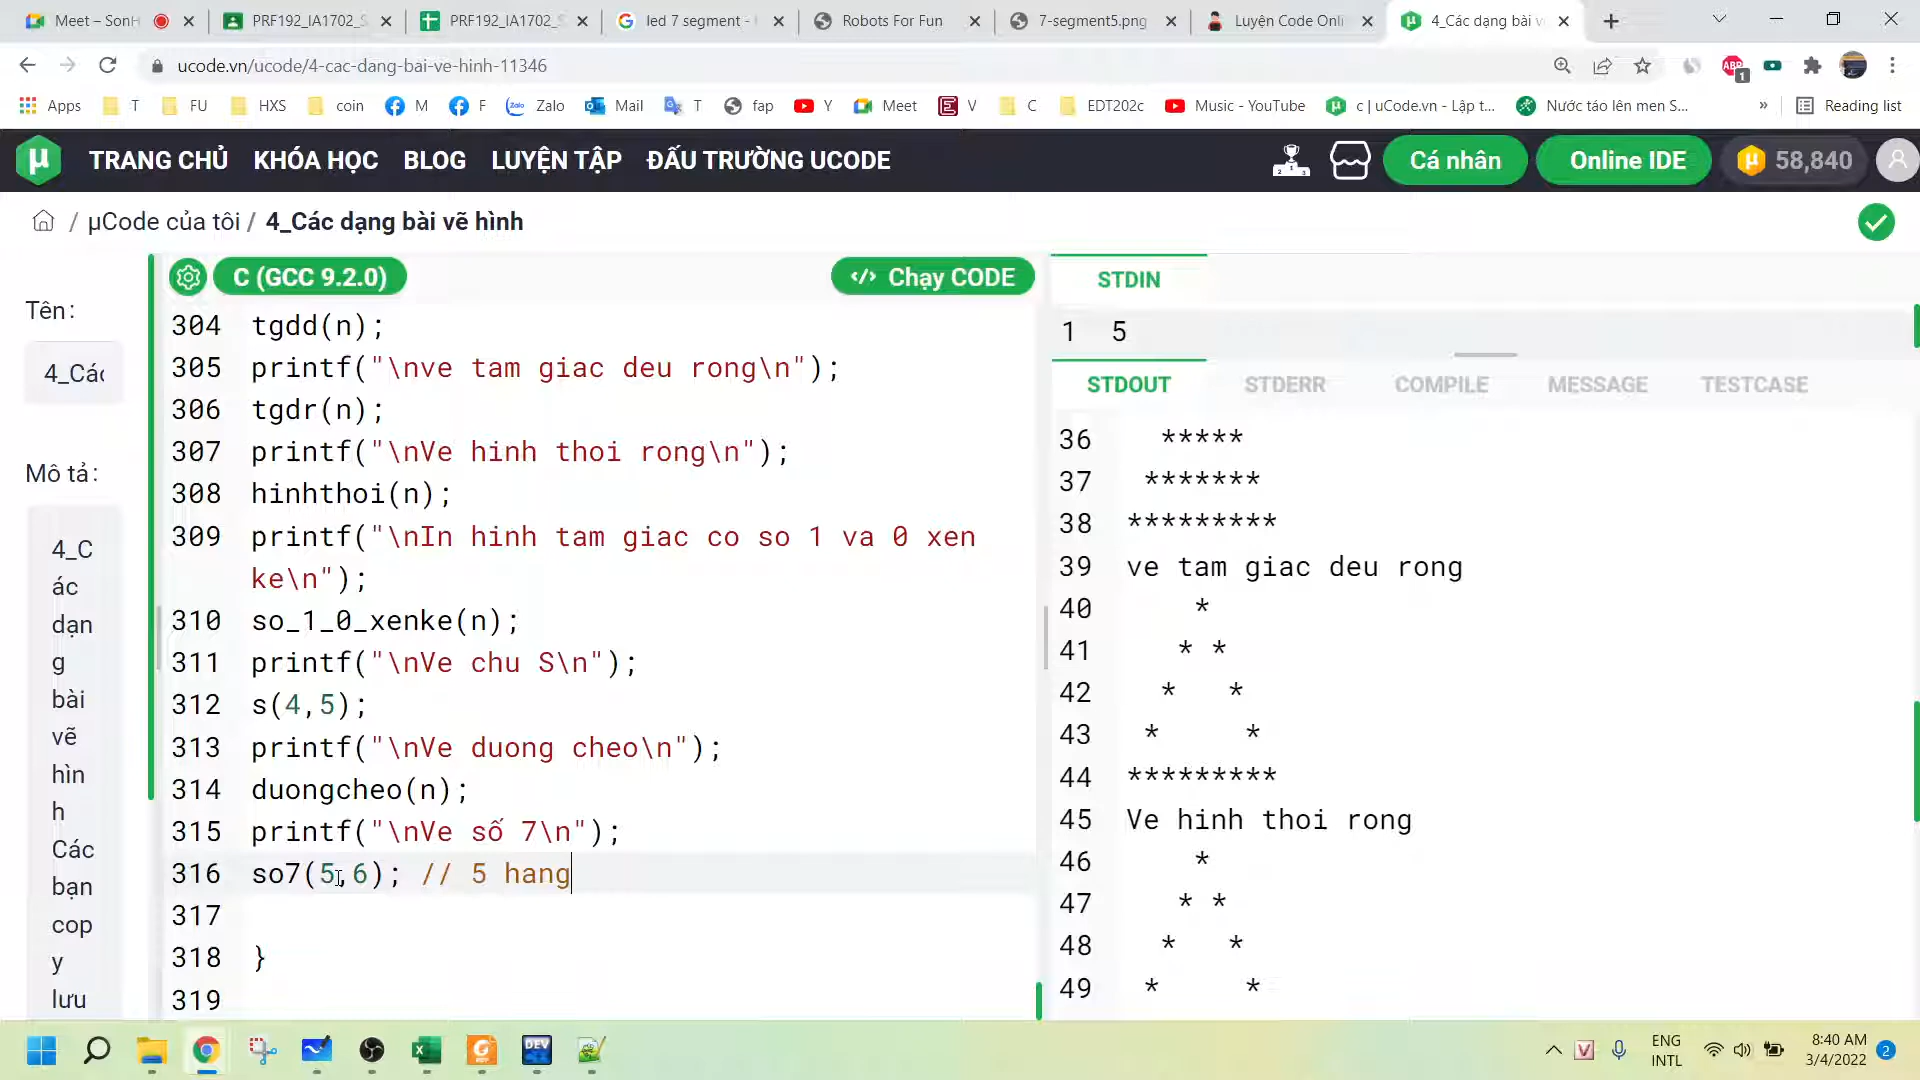 Meet – SonH
PRF192_IA1702_S
PRF192_IA1702_S
led 7 segment -
Robots For Fun
7-segment5.png
Luyện Code Onli
4_Các dạng bài v
ucode.vn/ucode/4-cac-dang-bai-ve-hinh-11346
ABP 1
Apps T FU HXS coin M F Zalo Mail T fap Y Meet V C EDT202c Music - YouTube c | uCode.vn - Lập t... Nước táo lên men S... » Reading list
µ TRANG CHỦ KHÓA HỌC BLOG LUYỆN TẬP ĐẤU TRƯỜNG UCODE Cá nhân Online IDE µ 58,840
/ µCode của tôi / 4_Các dạng bài vẽ hình
Tên:
4_Các
Mô tả:
4_C
ác
dạn
g
bài
vẽ
hìn
h
Các
bạn
cop
y
lưu
C (GCC 9.2.0) </> Chạy CODE
304 tgdd(n);
305 printf("\nve tam giac deu rong\n");
306 tgdr(n);
307 printf("\nVe hinh thoi rong\n");
308 hinhthoi(n);
309 printf("\nIn hinh tam giac co so 1 va 0 xen
ke\n");
310 so_1_0_xenke(n);
311 printf("\nVe chu S\n");
312 s(4,5);
313 printf("\nVe duong cheo\n");
314 duongcheo(n);
315 printf("\nVe số 7\n");
316 so7(5,6); // 5 hang
317
318 }
319
STDIN
1 5
STDOUT STDERR COMPILE MESSAGE TESTCASE
36   *****
37  *******
38 *********
39 ve tam giac deu rong
40     *
41    * *
42   *   *
43  *     *
44 *********
45 Ve hinh thoi rong
46     *
47    * *
48   *   *
49  *     *
DEV
V
ENG
INTL
8:40 AM
3/4/2022
2